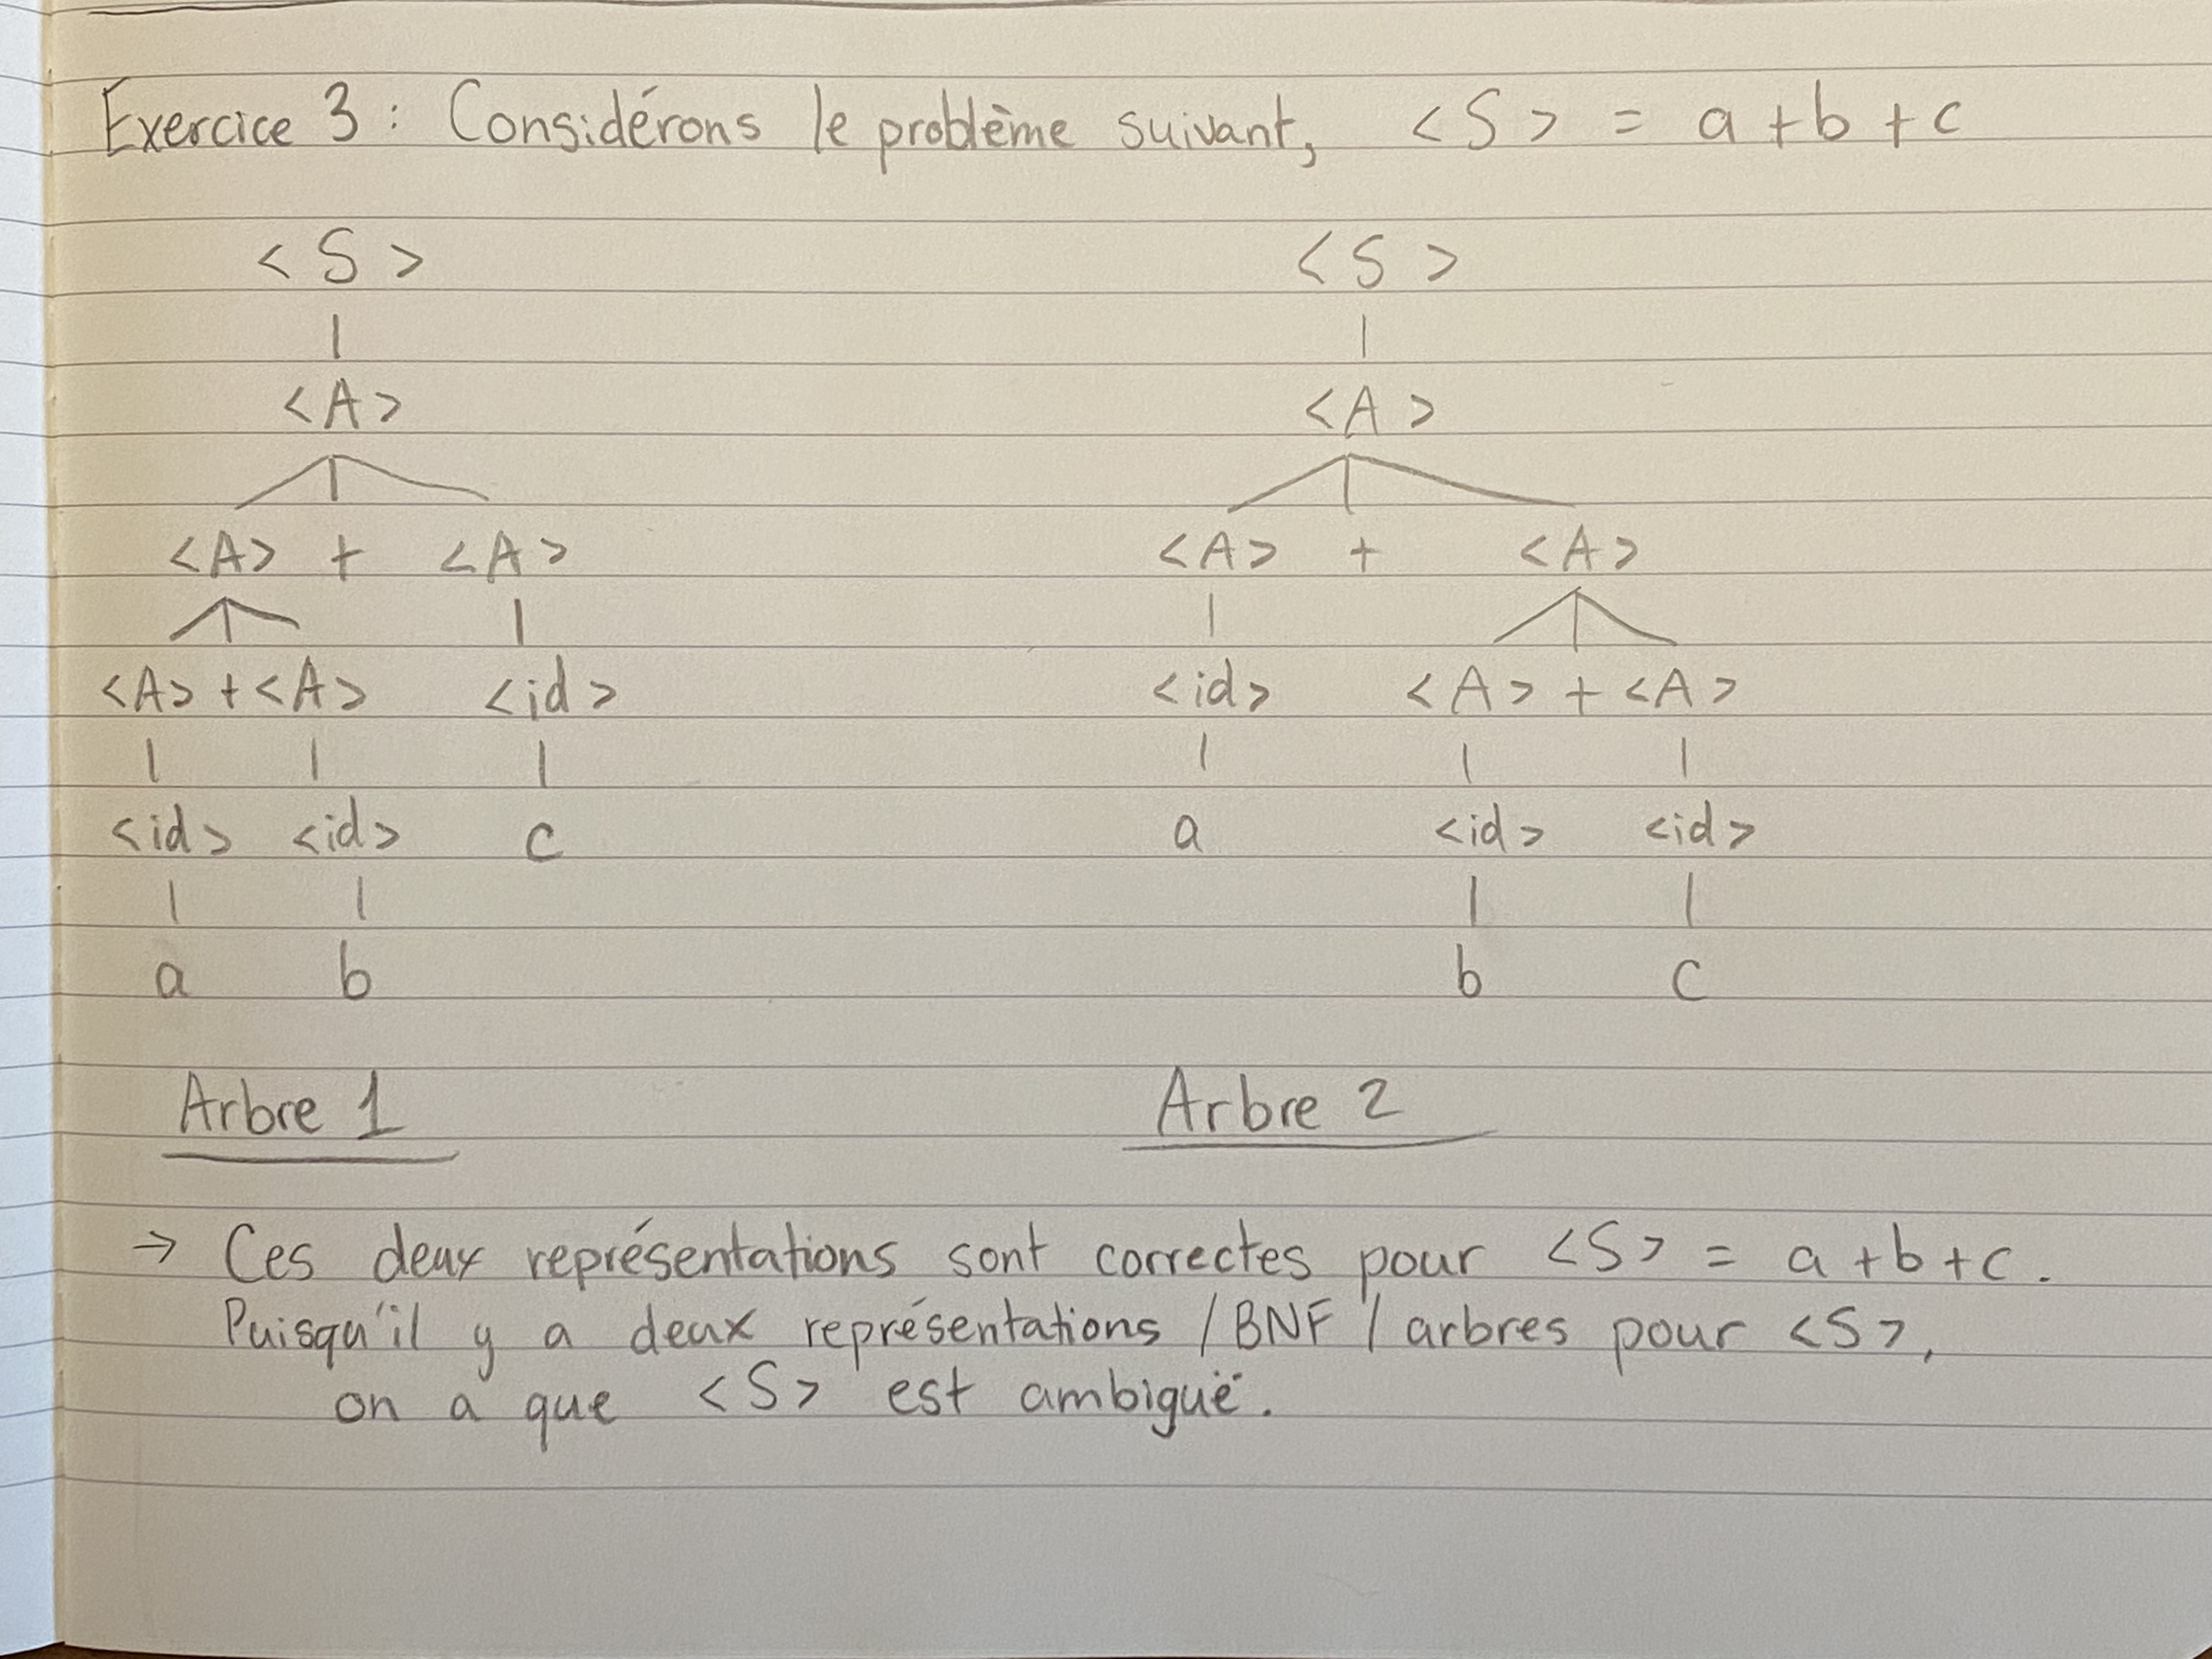 Exercice 3 : Considérons le problème suivant, <S> = a + b + c
<S> <S>
| |
<A> <A>
<A> + <A> <A> + <A>
<A> + <A> <id> <id> <A> + <A>
<id> <id> c a <id> <id>
a b b c
Arbre 1 Arbre 2
→ Ces deux représentations sont correctes pour <S> = a + b + c.
Puisqu'il y a deux représentations / BNF / arbres pour <S>,
on a que <S> est ambiguë.